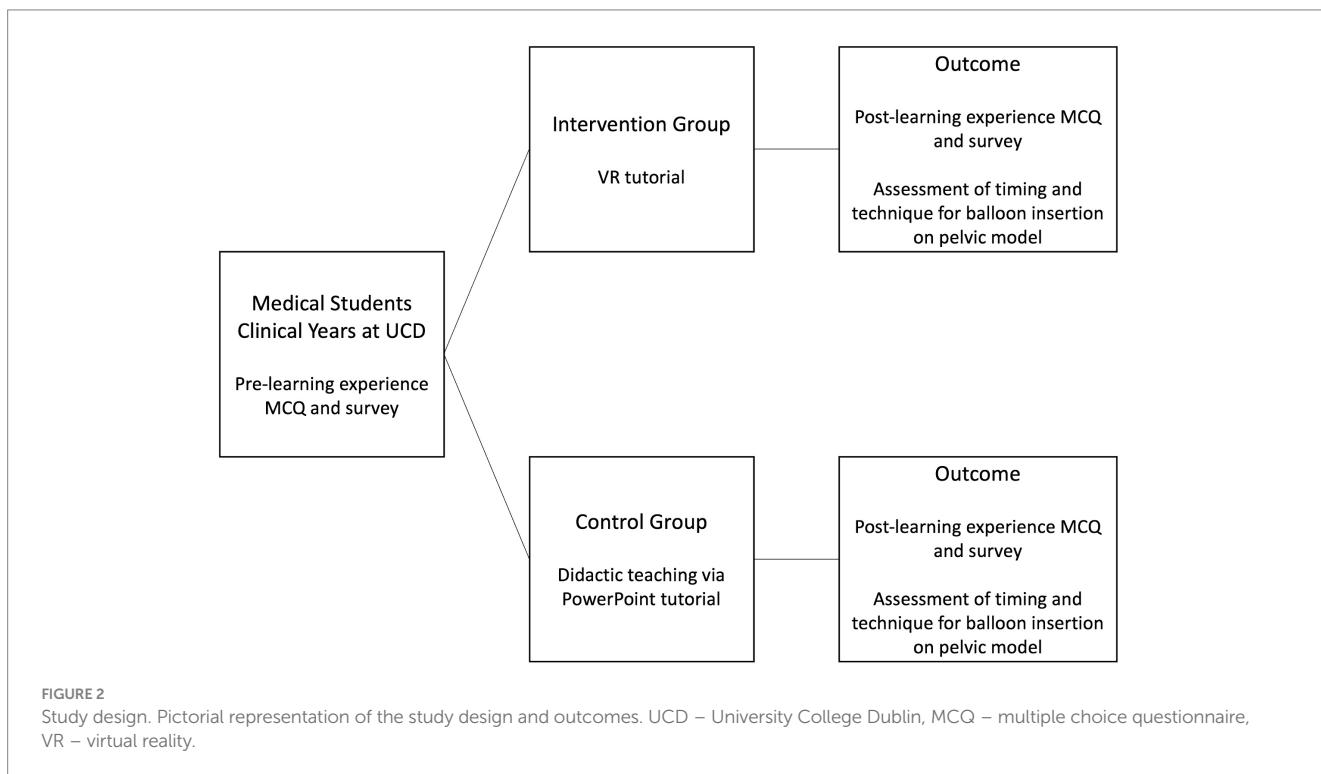 Medical Students
Clinical Years at UCD
Pre-learning experience
MCQ and survey
Intervention Group
VR tutorial
Outcome
Post-learning experience MCQ
and survey
Assessment of timing and
technique for balloon insertion
on pelvic model
Control Group
Didactic teaching via
PowerPoint tutorial
Outcome
Post-learning experience MCQ
and survey
Assessment of timing and
technique for balloon insertion
on pelvic model
FIGURE 2
Study design. Pictorial representation of the study design and outcomes. UCD – University College Dublin, MCQ – multiple choice questionnaire,
VR – virtual reality.